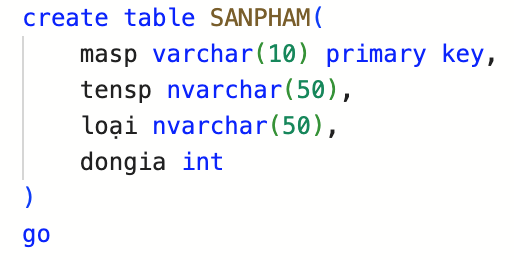 create table SANPHAM(
    masp varchar(10) primary key,
    tensp nvarchar(50),
    loại nvarchar(50),
    dongia int
)
go